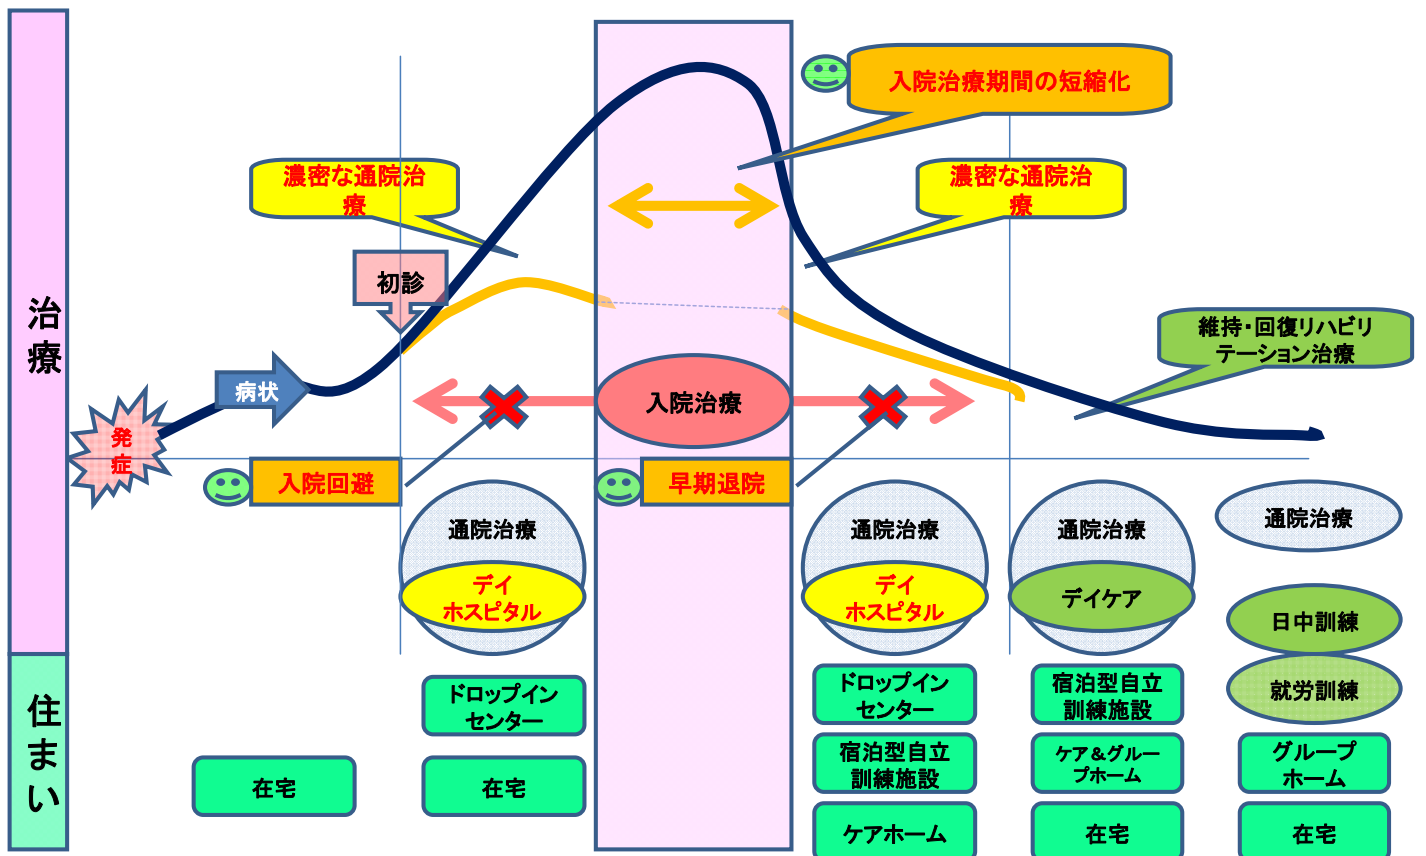 治
療
住
ま
い
入院治療期間の短縮化
濃密な通院治
療
濃密な通院治
療
初診
維持・回復リハビリ
テーション治療
病状
入院治療
発
症
入院回避
早期退院
通院治療
デイ
ホスピタル
通院治療
デイ
ホスピタル
通院治療
デイケア
通院治療
日中訓練
就労訓練
ドロップイン
センター
在宅
在宅
ドロップイン
センター
宿泊型自立
訓練施設
ケアホーム
宿泊型自立
訓練施設
ケア＆グルー
プホーム
在宅
グループ
ホーム
在宅